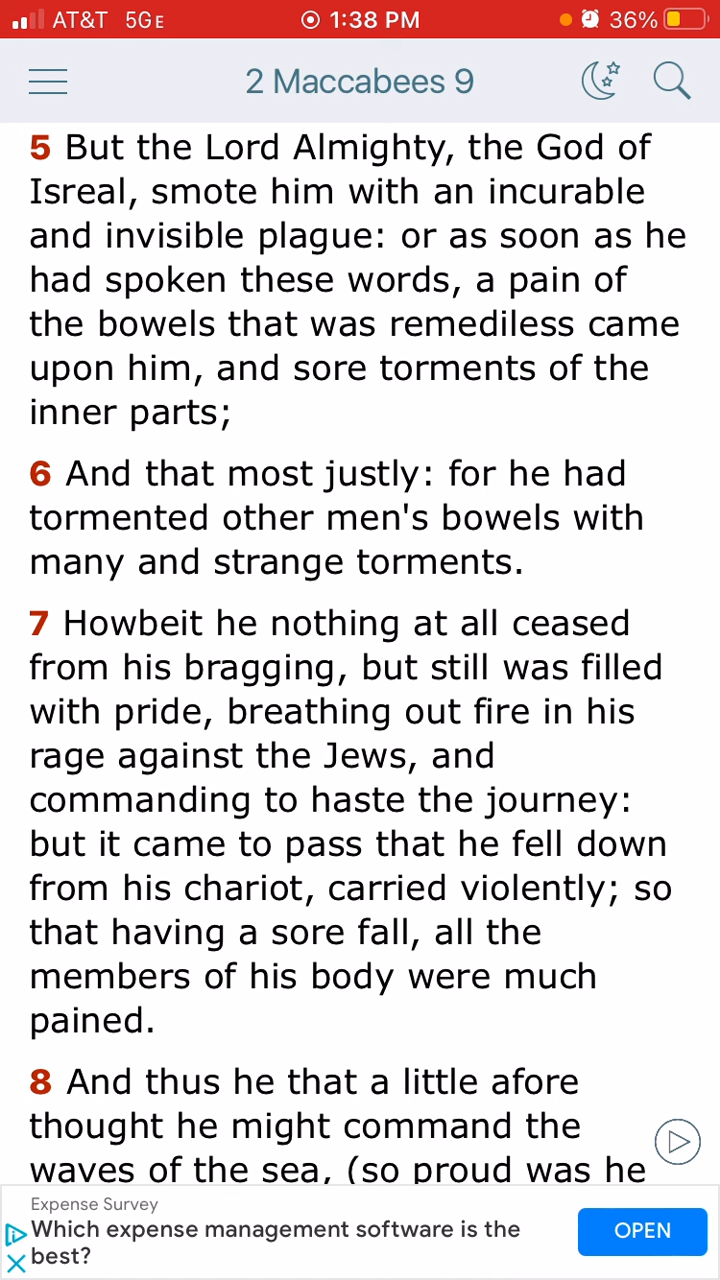 AT&T 5GE 1:38 PM 36%
2 Maccabees 9
5 But the Lord Almighty, the God of
Isreal, smote him with an incurable
and invisible plague: or as soon as he
had spoken these words, a pain of
the bowels that was remediless came
upon him, and sore torments of the
inner parts;
6 And that most justly: for he had
tormented other men's bowels with
many and strange torments.
7 Howbeit he nothing at all ceased
from his bragging, but still was filled
with pride, breathing out fire in his
rage against the Jews, and
commanding to haste the journey:
but it came to pass that he fell down
from his chariot, carried violently; so
that having a sore fall, all the
members of his body were much
pained.
8 And thus he that a little afore
thought he might command the
waves of the sea, (so proud was he
Expense Survey
Which expense management software is the
best?
OPEN